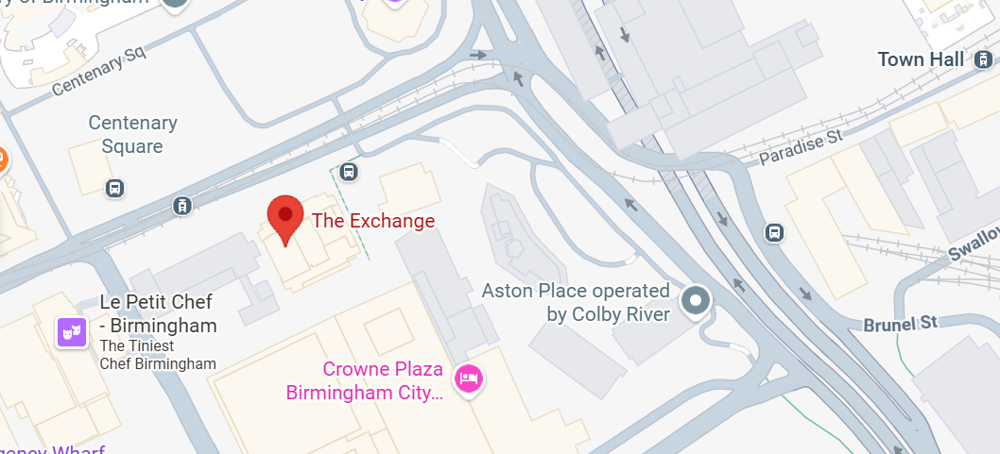 y of Birmingham
Centenary Sq
Town Hall
Centenary
Square
Paradise St
The Exchange
Swallow
Aston Place operated
by Colby River
Le Petit Chef
- Birmingham
The Tiniest
Chef Birmingham
Brunel St
Crowne Plaza
Birmingham City...
gency Wharf